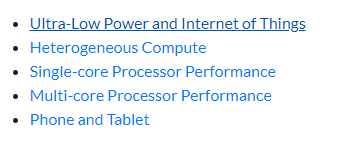 Ultra-Low Power and Internet of Things
Heterogeneous Compute
Single-core Processor Performance
Multi-core Processor Performance
Phone and Tablet